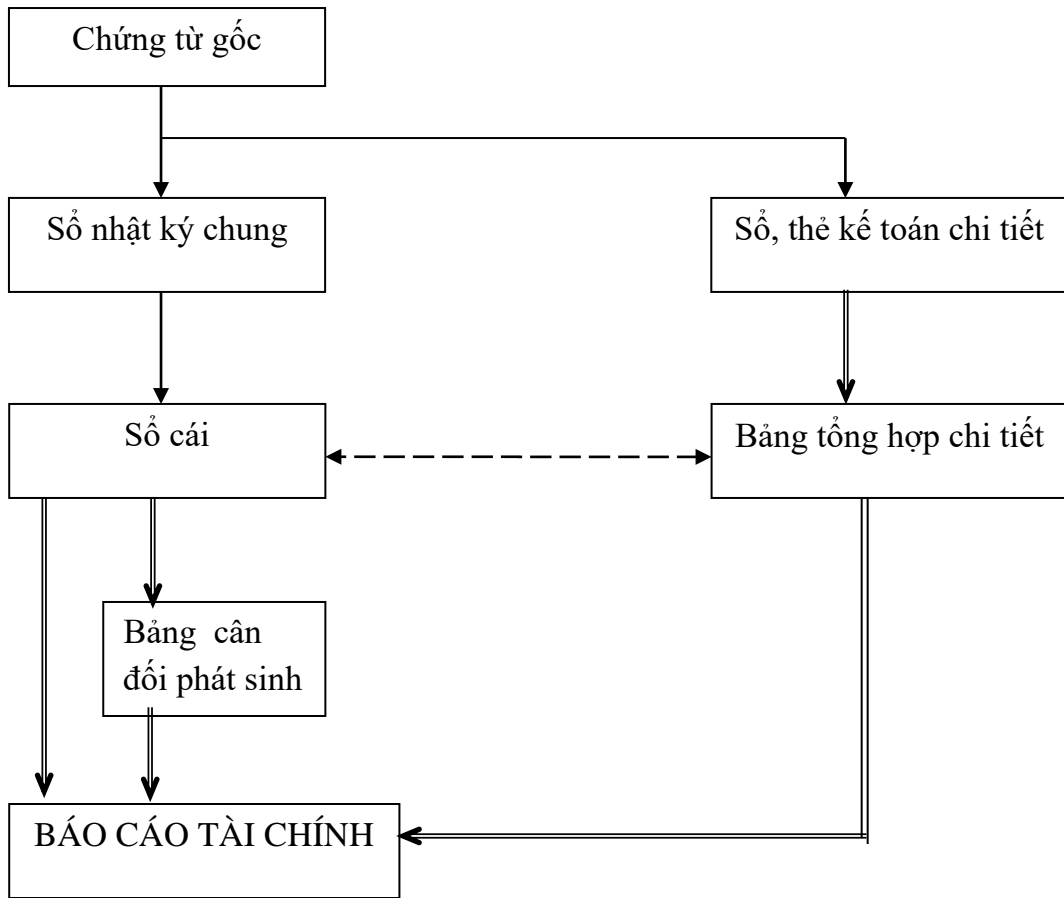 Chứng từ gốc
Sổ nhật ký chung
Sổ, thẻ kế toán chi tiết
Sổ cái
Bảng tổng hợp chi tiết
Bảng cân
đối phát sinh
BÁO CÁO TÀI CHÍNH